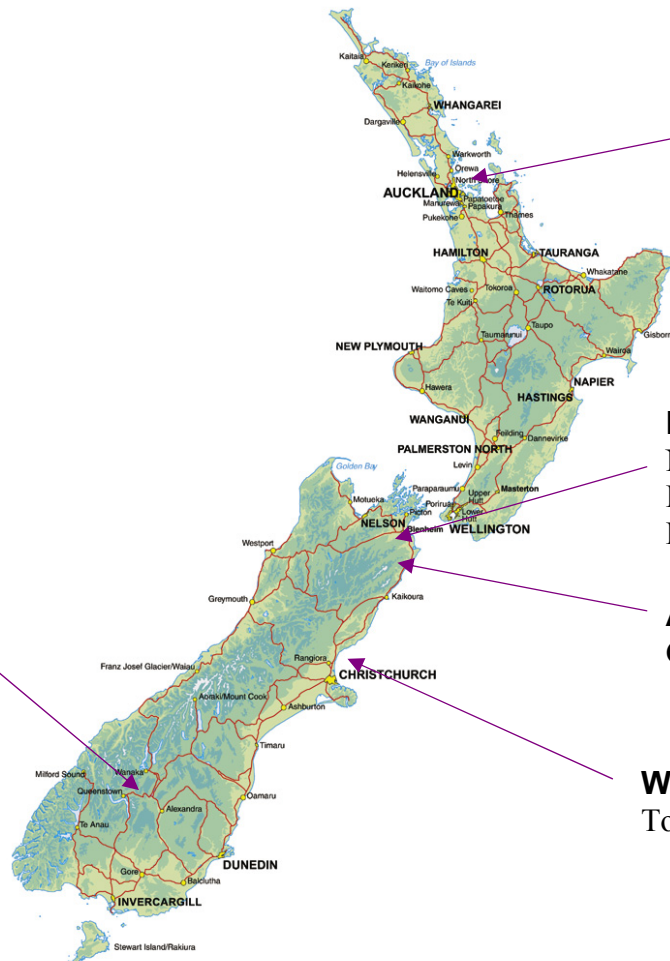 Kaitaia
Kerikeri
Bay of Islands
Kaikohe
WHANGAREI
Dargaville
Warkworth
Orewa
Helensville
North Shore
AUCKLAND
Papatoetoe
Manurewa
Papakura
Pukekohe
Thames
HAMILTON
TAURANGA
Whakatane
Waitomo Caves
Tokoroa
ROTORUA
Te Kuiti
Taumarunui
Taupo
Gisborn
NEW PLYMOUTH
Wairoa
NAPIER
Hawera
HASTINGS
WANGANUI
Feilding
Dannevirke
PALMERSTON NORTH
Levin
Golden Bay
Paraparaumu
Masterton
Upper
Hutt
Motueka
Porirua
Lower
Hutt
Picton
NELSON
WELLINGTON
Blenheim
Westport
Kaikoura
Greymouth
Rangiora
Franz Josef Glacier/Waiau
CHRISTCHURCH
Aoraki/Mount Cook
Ashburton
Timaru
Milford Sound
Wanaka
Queenstown
Oamaru
Alexandra
Te Anau
W
To
DUNEDIN
Gore
Balclutha
INVERCARGILL
Stewart Island/Rakiura